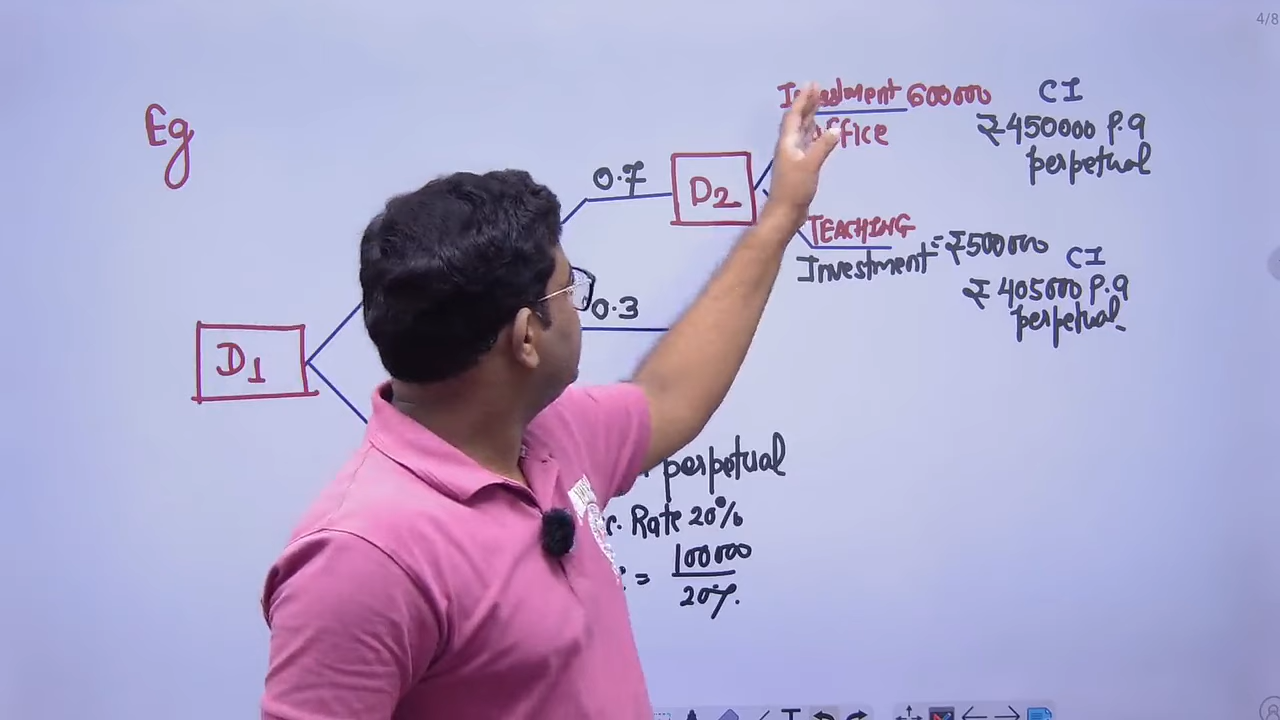 4/8
Eg
Investment 600000
office
CI
₹450000 P.a
perpetual
0.7
D2
TEACHING
Investment = ₹500000
CI
₹405000 P.a
perpetual
0.3
D1
perpetual
Rate 20%
= 100000
20%